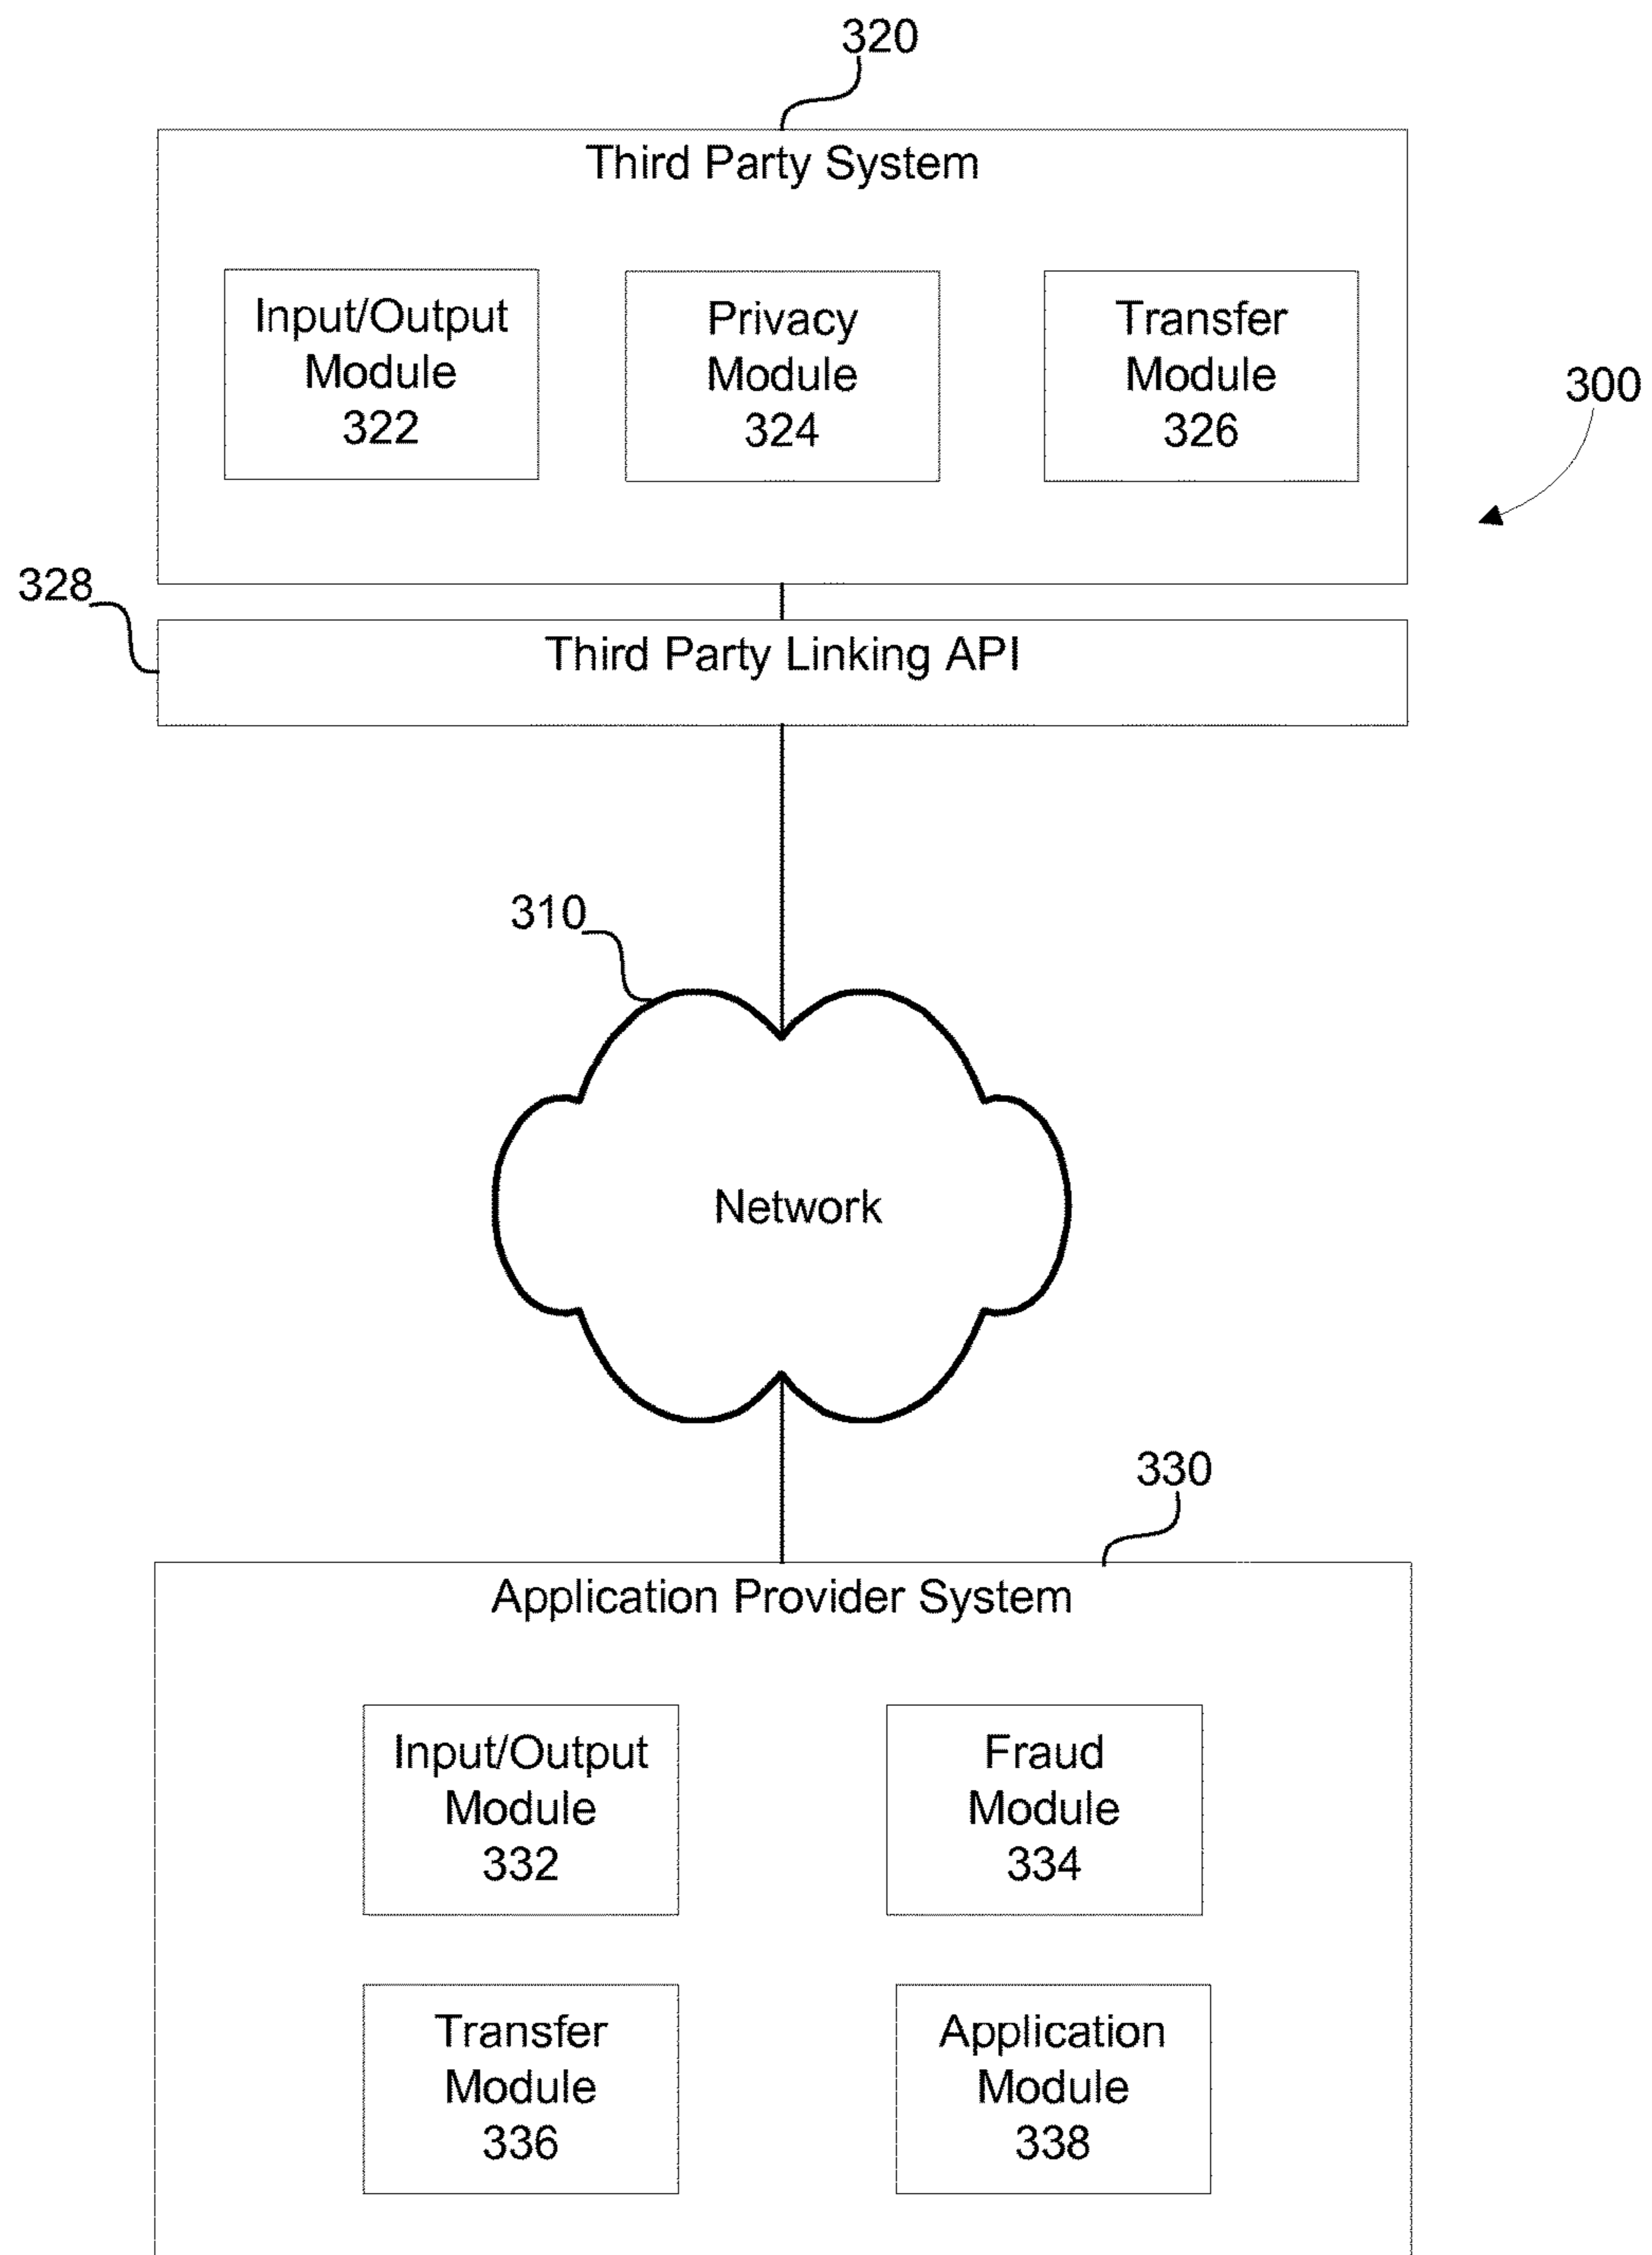 320
Third Party System
Input/Output
Module
322
Privacy
Module
324
Transfer
Module
326
300
328
Third Party Linking API
310
Network
330
Application Provider System
Input/Output
Module
332
Fraud
Module
334
Transfer
Module
336
Application
Module
338